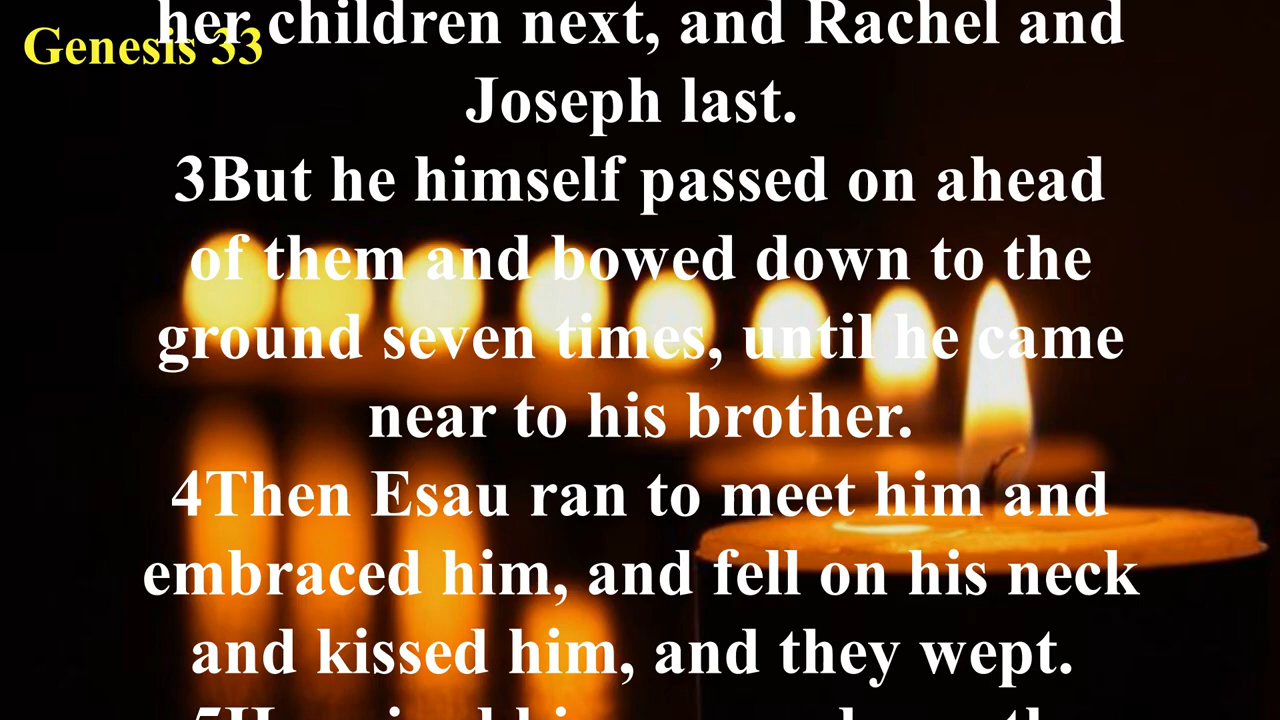 Genesis 33
her children next, and Rachel and
Joseph last.
3But he himself passed on ahead
of them and bowed down to the
ground seven times, until he came
near to his brother.
4Then Esau ran to meet him and
embraced him, and fell on his neck
and kissed him, and they wept.